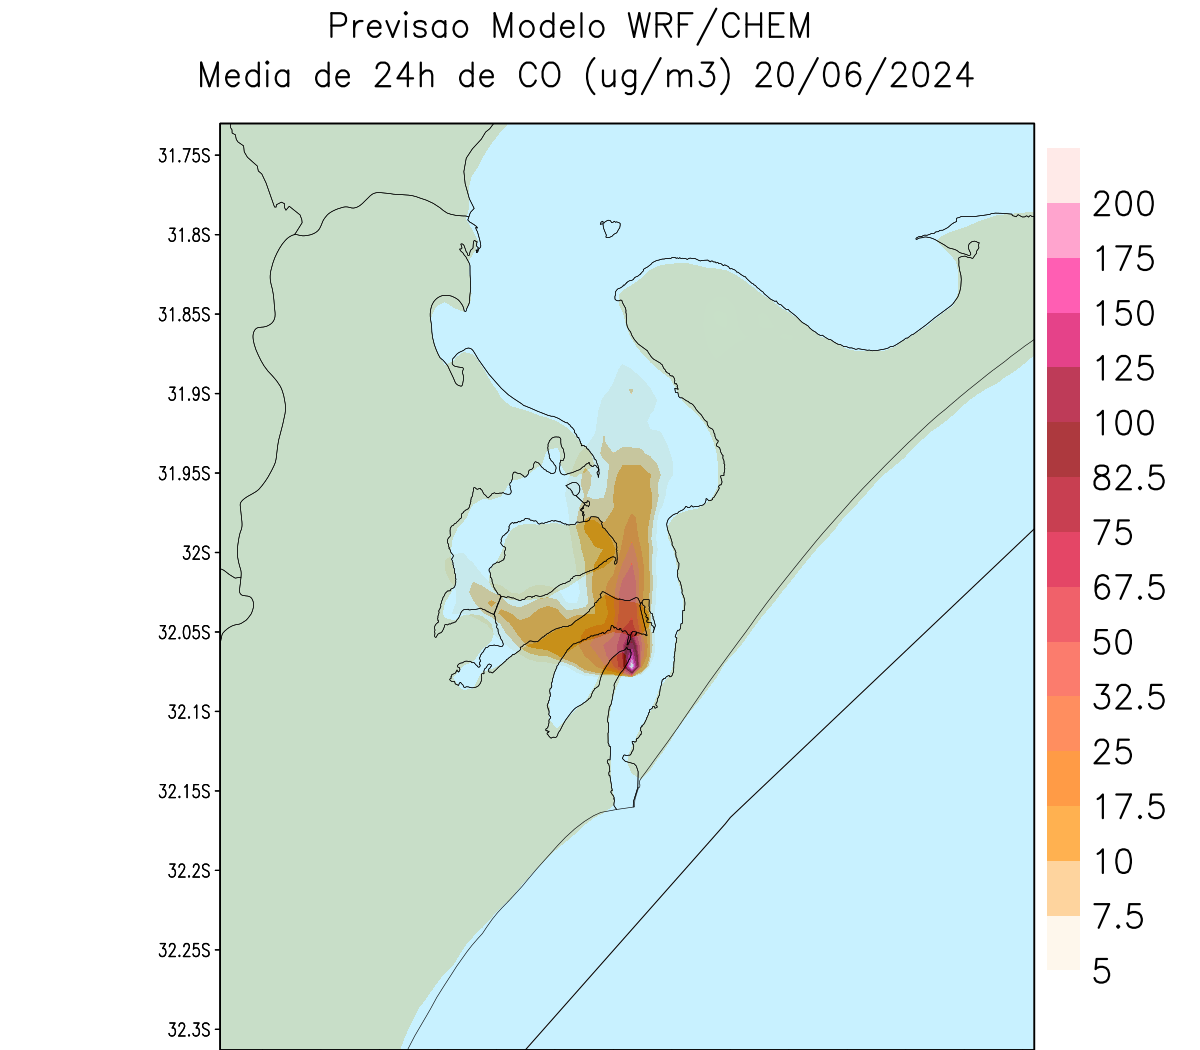 Previsao Modelo WRF/CHEM
Media de 24h de CO (ug/m3) 20/06/2024
31.75S
31.8S
31.85S
31.9S
31.95S
32S
32.05S
32.1S
32.15S
32.2S
32.25S
32.3S
200
175
150
125
100
82.5
75
67.5
50
32.5
25
17.5
10
7.5
5